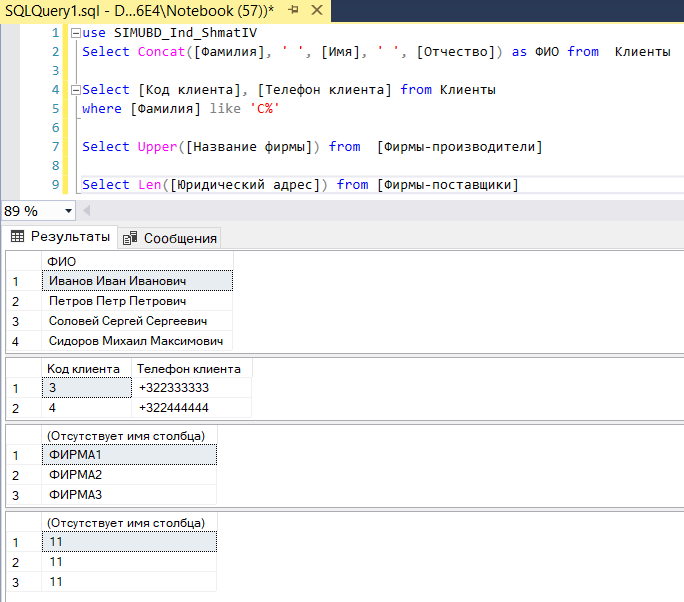 SQLQuery1.sql - D...6E4\Notebook (57))*
1 use SIMUBD_Ind_ShmatIV
2 Select Concat([Фамилия], ' ', [Имя], ' ', [Отчество]) as ФИО from  Клиенты
3
4 Select [Код клиента], [Телефон клиента] from Клиенты
5 where [Фамилия] like 'С%'
6
7 Select Upper([Название фирмы]) from  [Фирмы-производители]
8
9 Select Len([Юридический адрес]) from [Фирмы-поставщики]
89 %
Результаты Сообщения
ФИО
1 Иванов Иван Иванович
2 Петров Петр Петрович
3 Соловей Сергей Сергеевич
4 Сидоров Михаил Максимович
Код клиента Телефон клиента
1 3 +322333333
2 4 +322444444
(Отсутствует имя столбца)
1 ФИРМА1
2 ФИРМА2
3 ФИРМА3
(Отсутствует имя столбца)
1 11
2 11
3 11